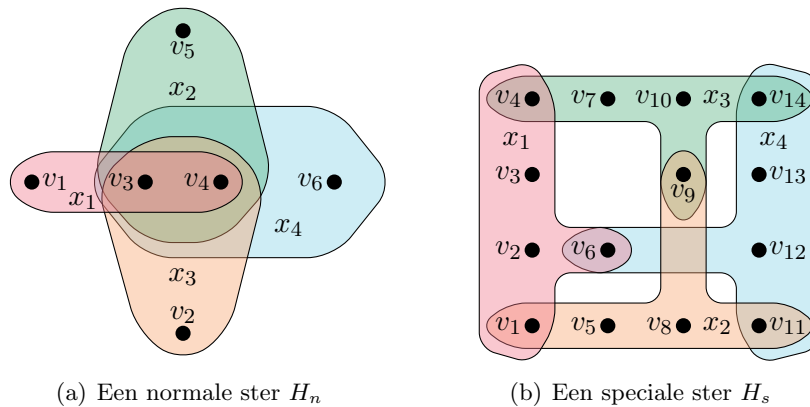 v₅
x₂
v₁ v₃ v₄ v₆
x₁ x₄
x₃
v₂
(a) Een normale ster Hₙ
v₄ v₇ v₁₀ x₃ v₁₄
x₁ x₄
v₃ v₉ v₁₃
v₂ v₆ v₁₂
v₁ v₅ v₈ x₂ v₁₁
(b) Een speciale ster Hₛ